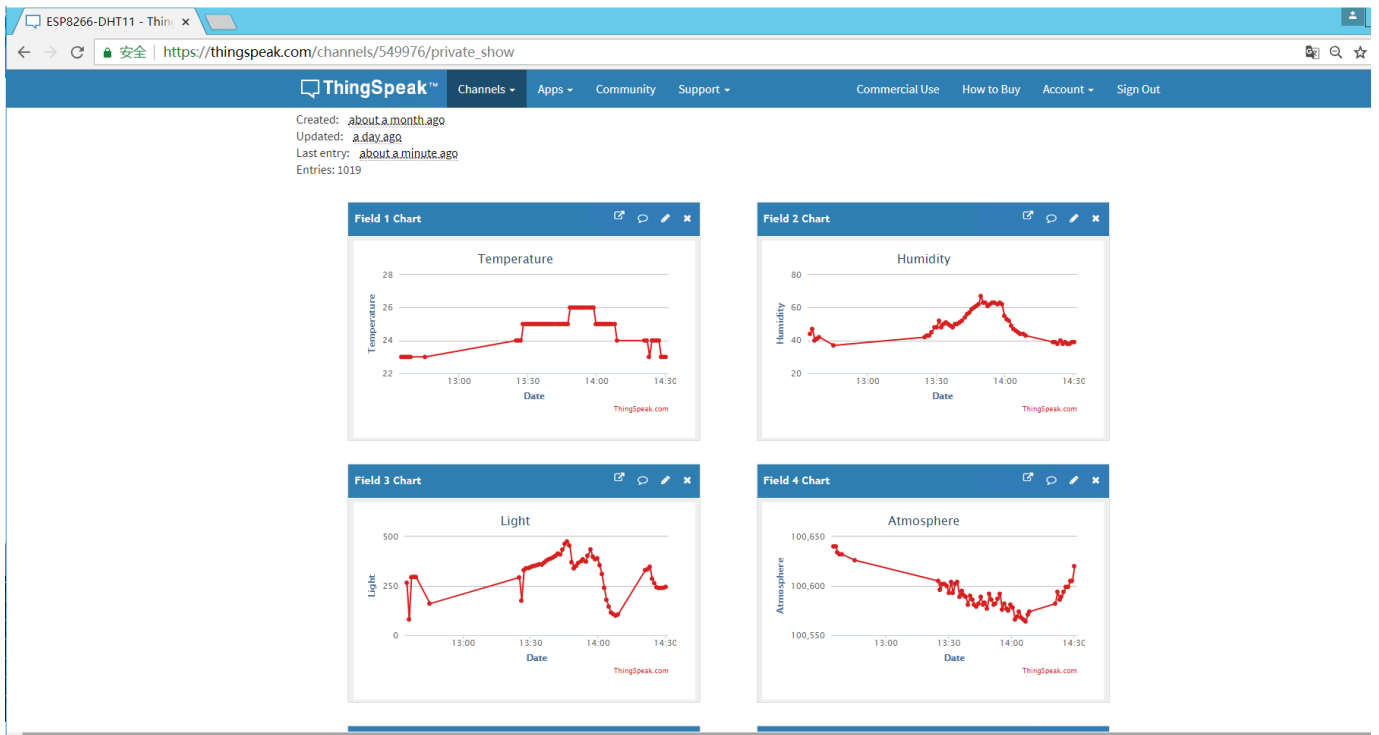 ESP8266-DHT11 - Thin
安全 | https://thingspeak.com/channels/549976/private_show
ThingSpeak™ Channels Apps Community Support Commercial Use How to Buy Account Sign Out
Created: about a month ago
Updated: a day ago
Last entry: about a minute ago
Entries: 1019
Field 1 Chart
Temperature
28
26
24
22
Temperature
13:00 13:30 14:00 14:30
Date
ThingSpeak.com
Field 2 Chart
Humidity
80
60
40
20
Humidity
13:00 13:30 14:00 14:30
Date
ThingSpeak.com
Field 3 Chart
Light
500
250
0
Light
13:00 13:30 14:00 14:30
Date
ThingSpeak.com
Field 4 Chart
Atmosphere
100,650
100,600
100,550
Atmosphere
13:00 13:30 14:00 14:30
Date
ThingSpeak.com